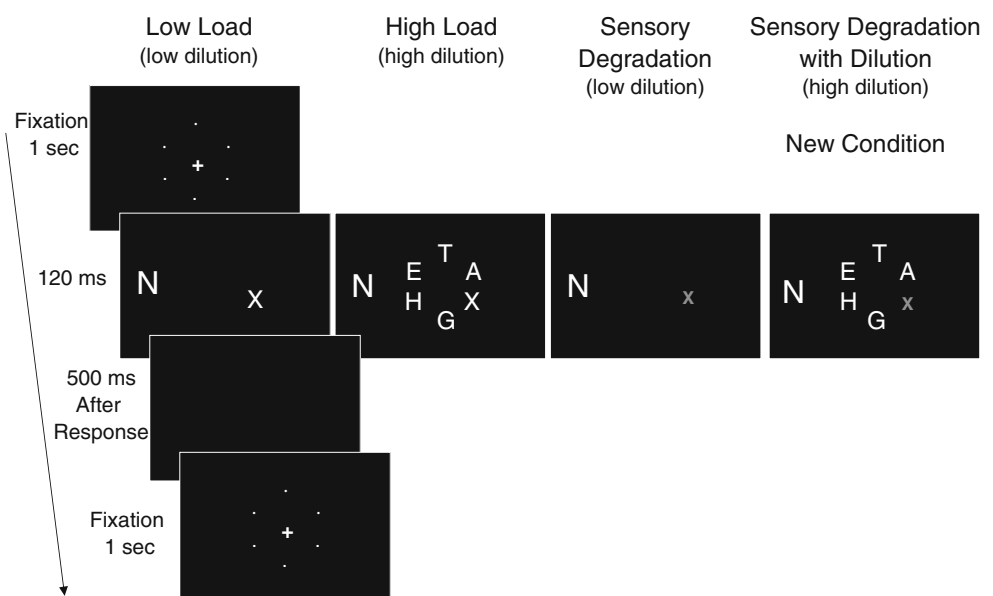 Low Load
(low dilution)
High Load
(high dilution)
Sensory
Degradation
(low dilution)
Sensory Degradation
with Dilution
(high dilution)
New Condition
Fixation
1 sec
+
120 ms
N
X
N
E T A
H G X
N
x
N
E T A
H G x
500 ms
After
Response
Fixation
1 sec
+